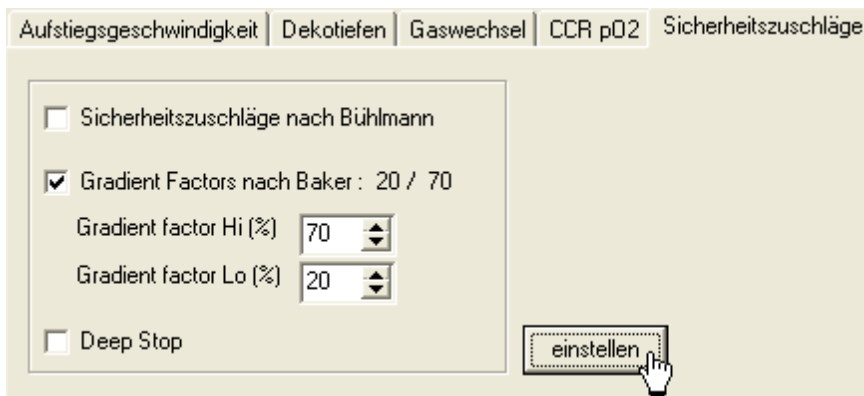 Aufstiegsgeschwindigkeit Dekotiefen Gaswechsel CCR pO2 Sicherheitszuschläge
Sicherheitszuschläge nach Bühlmann
Gradient Factors nach Baker : 20 / 70
Gradient factor Hi (%) 70
Gradient factor Lo (%) 20
Deep Stop
einstellen